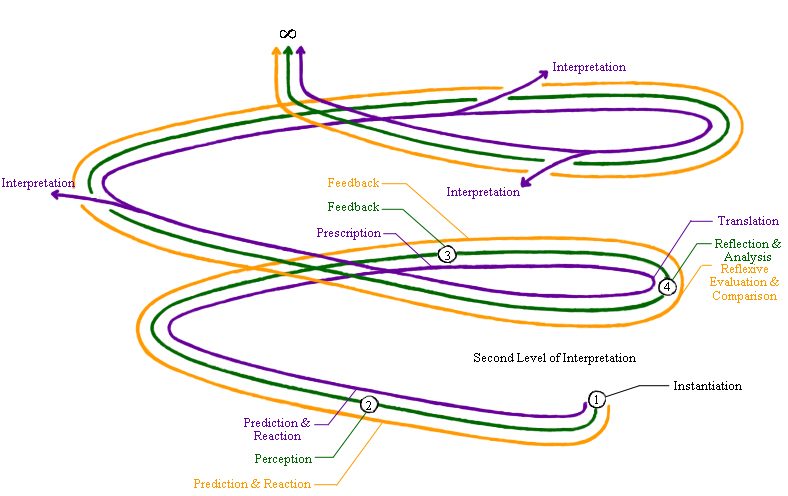 ∞
Interpretation
Interpretation
Interpretation
Feedback
Feedback
Prescription
Translation
Reflection &
Analysis
Reflexive
Evaluation &
Comparison
3
4
Second Level of Interpretation
Instantiation
1
2
Prediction &
Reaction
Perception
Prediction & Reaction